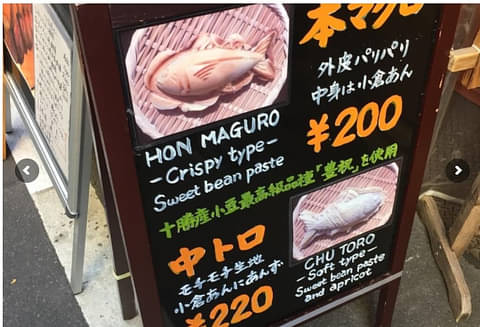 本マグロ
外皮パリパリ
中身は小倉あん
¥200
HON MAGURO
-Crispy type-
Sweet bean paste
十勝産小豆最高級品種「豊祝」を使用
中トロ
モチモチ生地
小倉あんにあんず
¥220
CHU TORO
-Soft type-
Sweet bean paste
and apricot